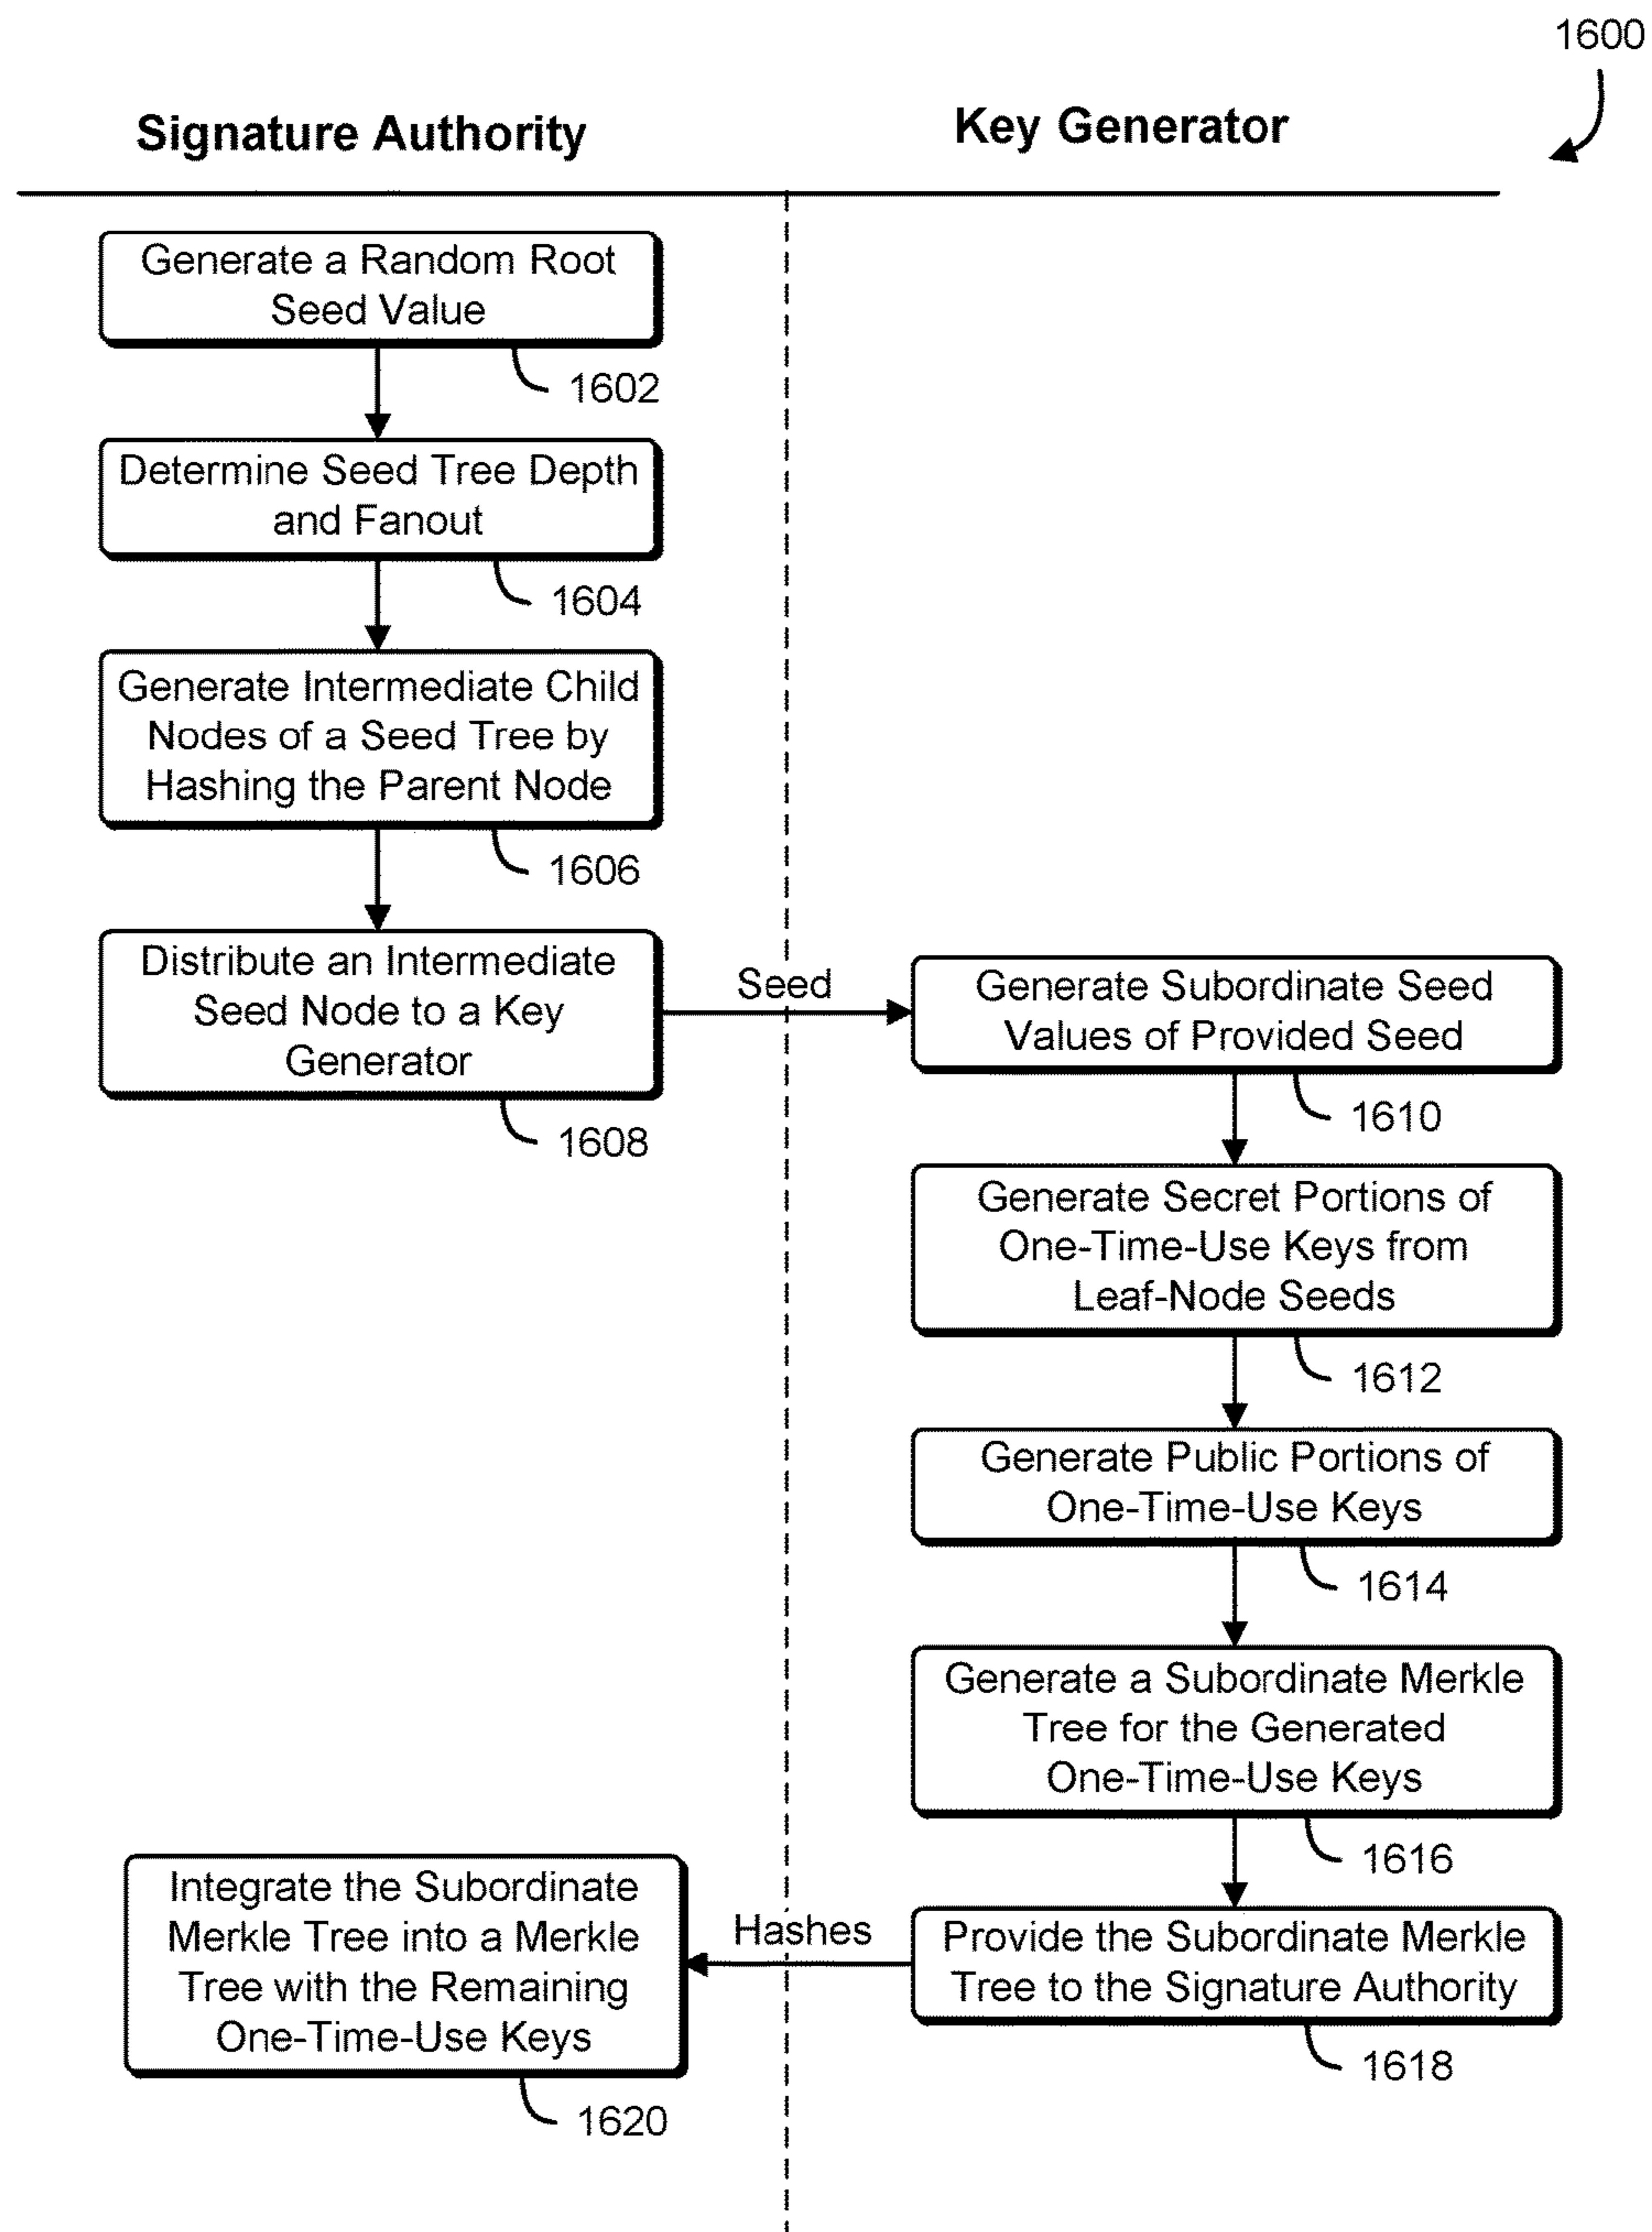 1600
Signature Authority
Key Generator
Generate a Random Root
Seed Value
1602
Determine Seed Tree Depth
and Fanout
1604
Generate Intermediate Child
Nodes of a Seed Tree by
Hashing the Parent Node
1606
Distribute an Intermediate
Seed Node to a Key
Generator
1608
Seed
Generate Subordinate Seed
Values of Provided Seed
1610
Generate Secret Portions of
One-Time-Use Keys from
Leaf-Node Seeds
1612
Generate Public Portions of
One-Time-Use Keys
1614
Generate a Subordinate Merkle
Tree for the Generated
One-Time-Use Keys
1616
Provide the Subordinate Merkle
Tree to the Signature Authority
1618
Hashes
Integrate the Subordinate
Merkle Tree into a Merkle
Tree with the Remaining
One-Time-Use Keys
1620